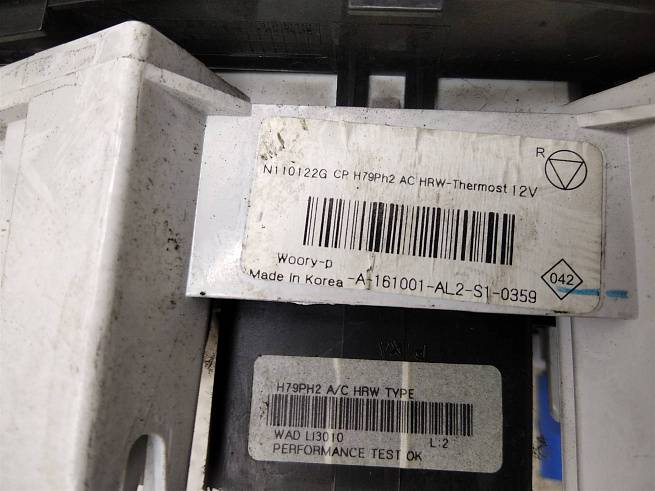 R
N110122G CP H79Ph2 AC HRW-Thermost 12V
Woory-p
Made In Korea -A-161001-AL2-S1-0359
042
H79PH2 A/C HRW TYPE
WAD LI3010 L:2
PERFORMANCE TEST OK